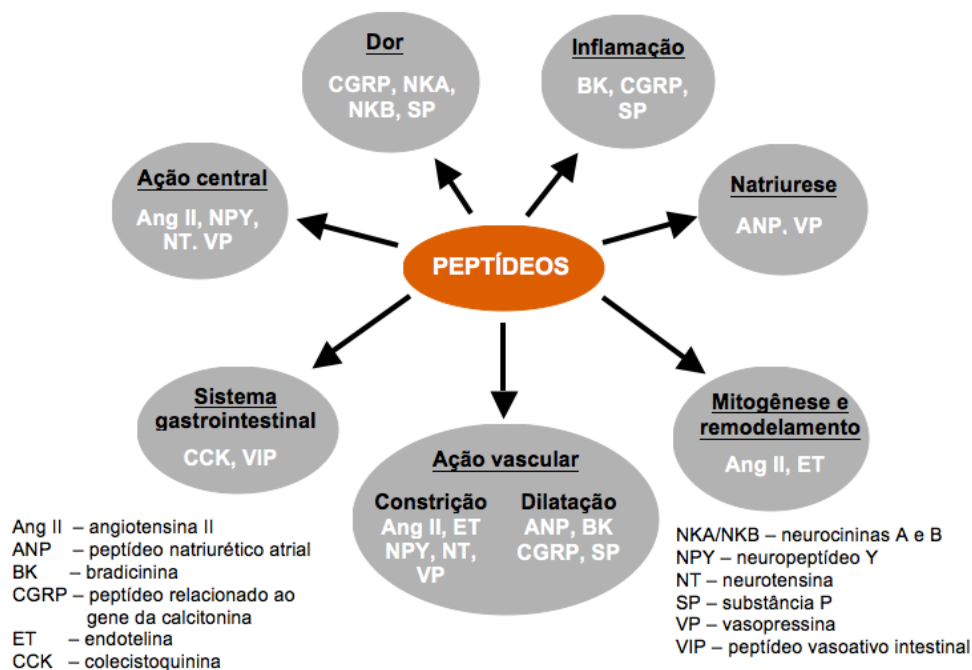 Dor
CGRP, NKA,
NKB, SP
Inflamação
BK, CGRP,
SP
Ação central
Ang II, NPY,
NT. VP
Natriurese
ANP, VP
PEPTÍDEOS
Sistema
gastrointestinal
CCK, VIP
Ação vascular
Constrição
Ang II, ET
NPY, NT,
VP
Dilatação
ANP, BK
CGRP, SP
Mitogênese e
remodelamento
Ang II, ET
Ang II – angiotensina II
ANP – peptídeo natriurético atrial
BK – bradicinina
CGRP – peptídeo relacionado ao
gene da calcitonina
ET – endotelina
CCK – colecistoquinina
NKA/NKB – neurocininas A e B
NPY – neuropeptídeo Y
NT – neurotensina
SP – substância P
VP – vasopressina
VIP – peptídeo vasoativo intestinal